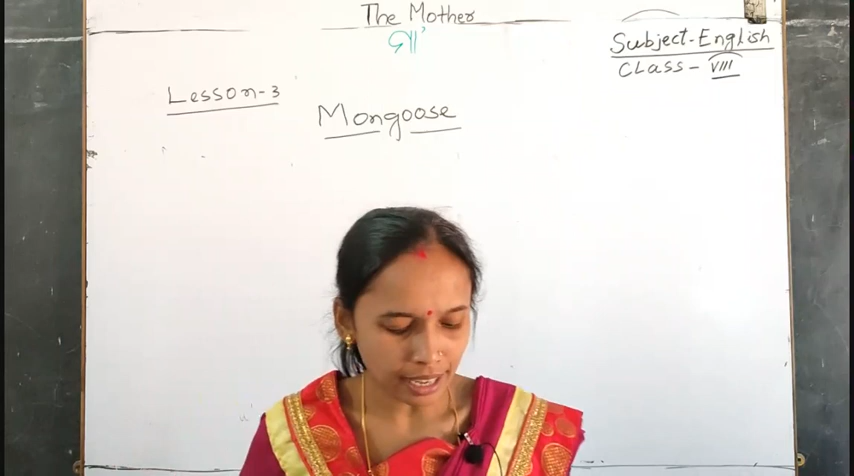 The Mother
ମା'
Subject-English
Class-VIII
Lesson-3
Mongoose